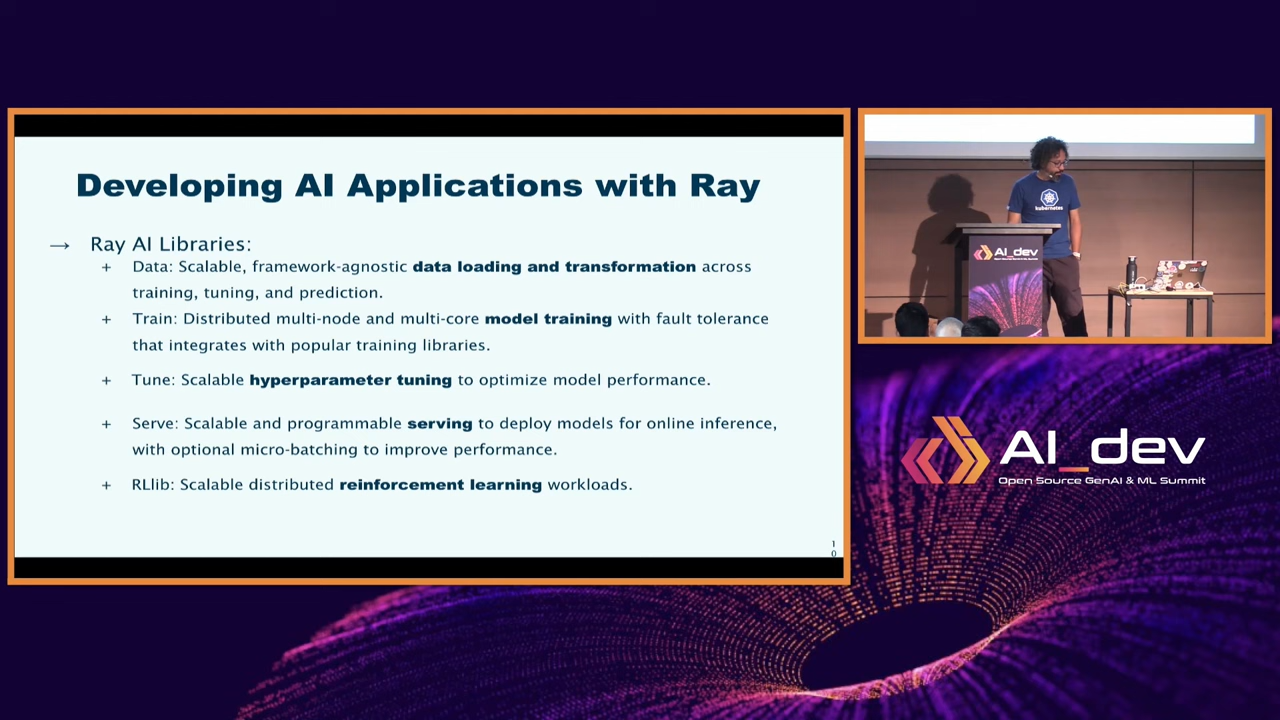 Developing AI Applications with Ray
→ Ray AI Libraries:
+ Data: Scalable, framework-agnostic data loading and transformation across
training, tuning, and prediction.
+ Train: Distributed multi-node and multi-core model training with fault tolerance
that integrates with popular training libraries.
+ Tune: Scalable hyperparameter tuning to optimize model performance.
+ Serve: Scalable and programmable serving to deploy models for online inference,
with optional micro-batching to improve performance.
+ RLlib: Scalable distributed reinforcement learning workloads.
1
0
kubernetes
AI_dev
AI_dev
Open Source GenAI & ML Summit